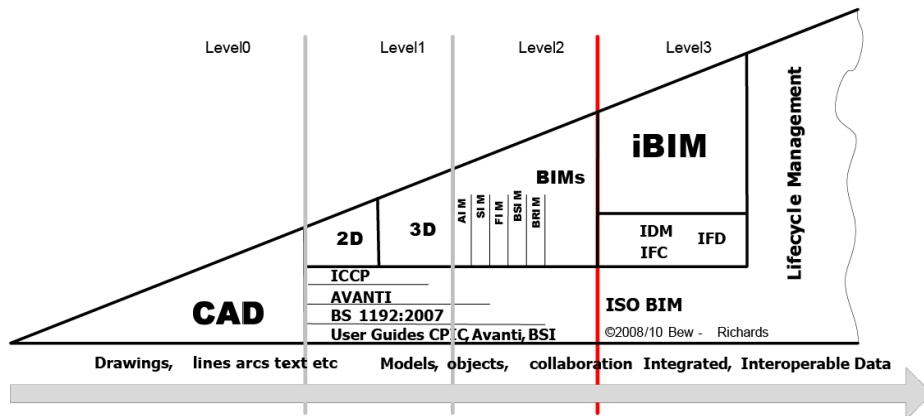 Level0 Level1 Level2 Level3
iBIM
BIMs
AIM
SIM
FIM
BSIM
BRIM
2D 3D
IDM IFD
IFC
Lifecycle Management
CAD
ICCP
AVANTI
BS 1192:2007
User Guides CPIC, Avanti, BSI
ISO BIM
©2008/10 Bew - Richards
Drawings, lines arcs text etc Models, objects, collaboration Integrated, Interoperable Data